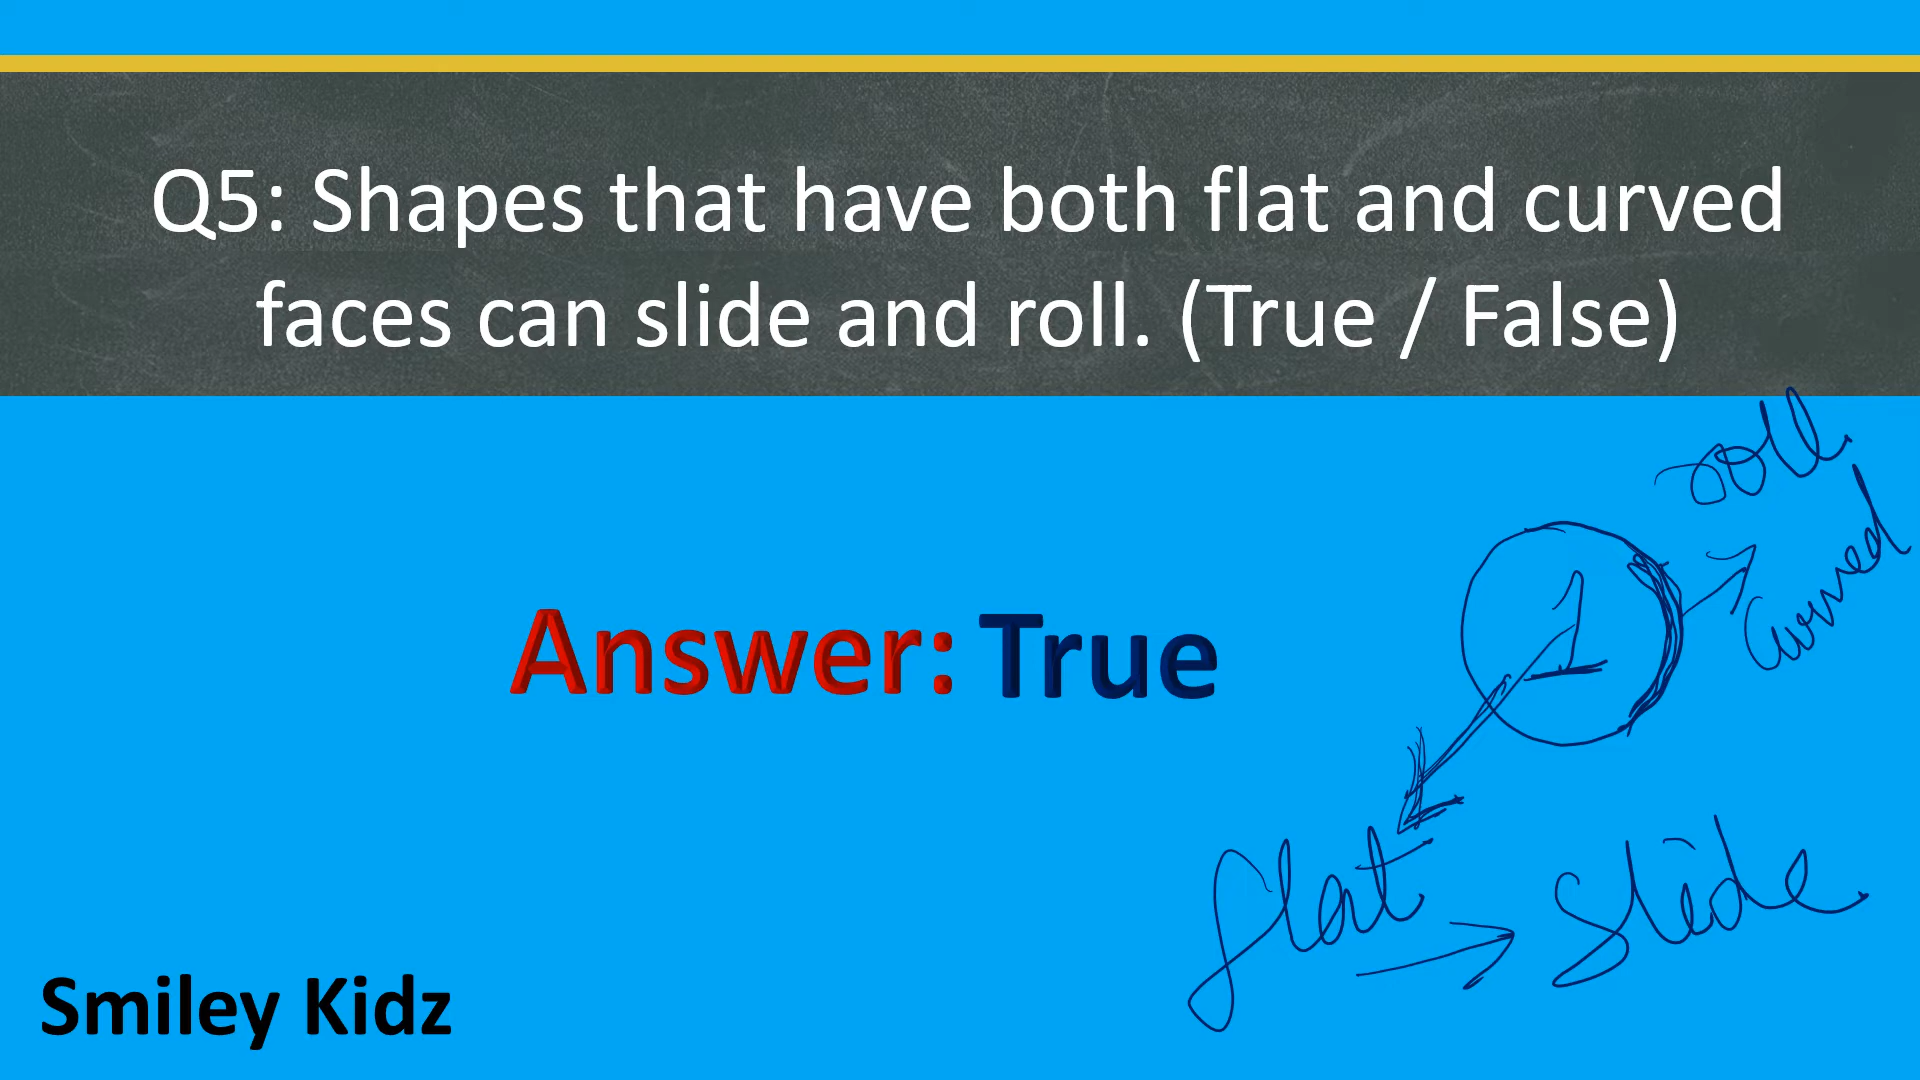 Q5: Shapes that have both flat and curved
faces can slide and roll. (True / False)
roll
curved
1
Answer: True
flat → slide
Smiley Kidz